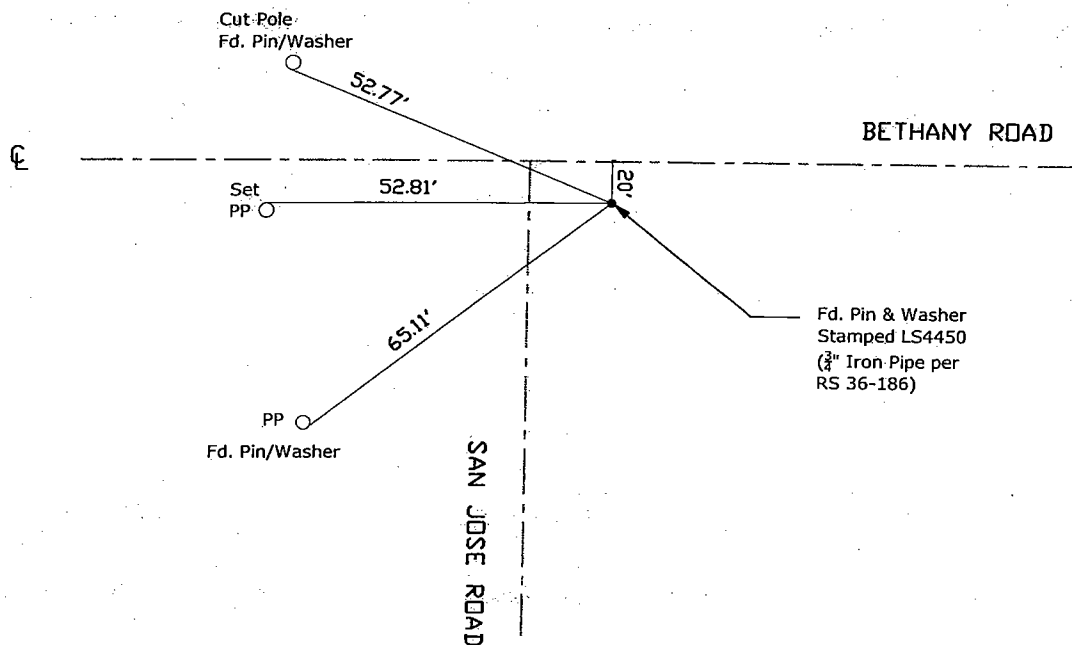 Cut Pole
Fd. Pin/Washer
52.77'
BETHANY ROAD
℄
Set
PP
52.81'
20'
65.11'
Fd. Pin & Washer
Stamped LS4450
(3/4" Iron Pipe per
RS 36-186)
PP
Fd. Pin/Washer
SAN JOSE ROAD